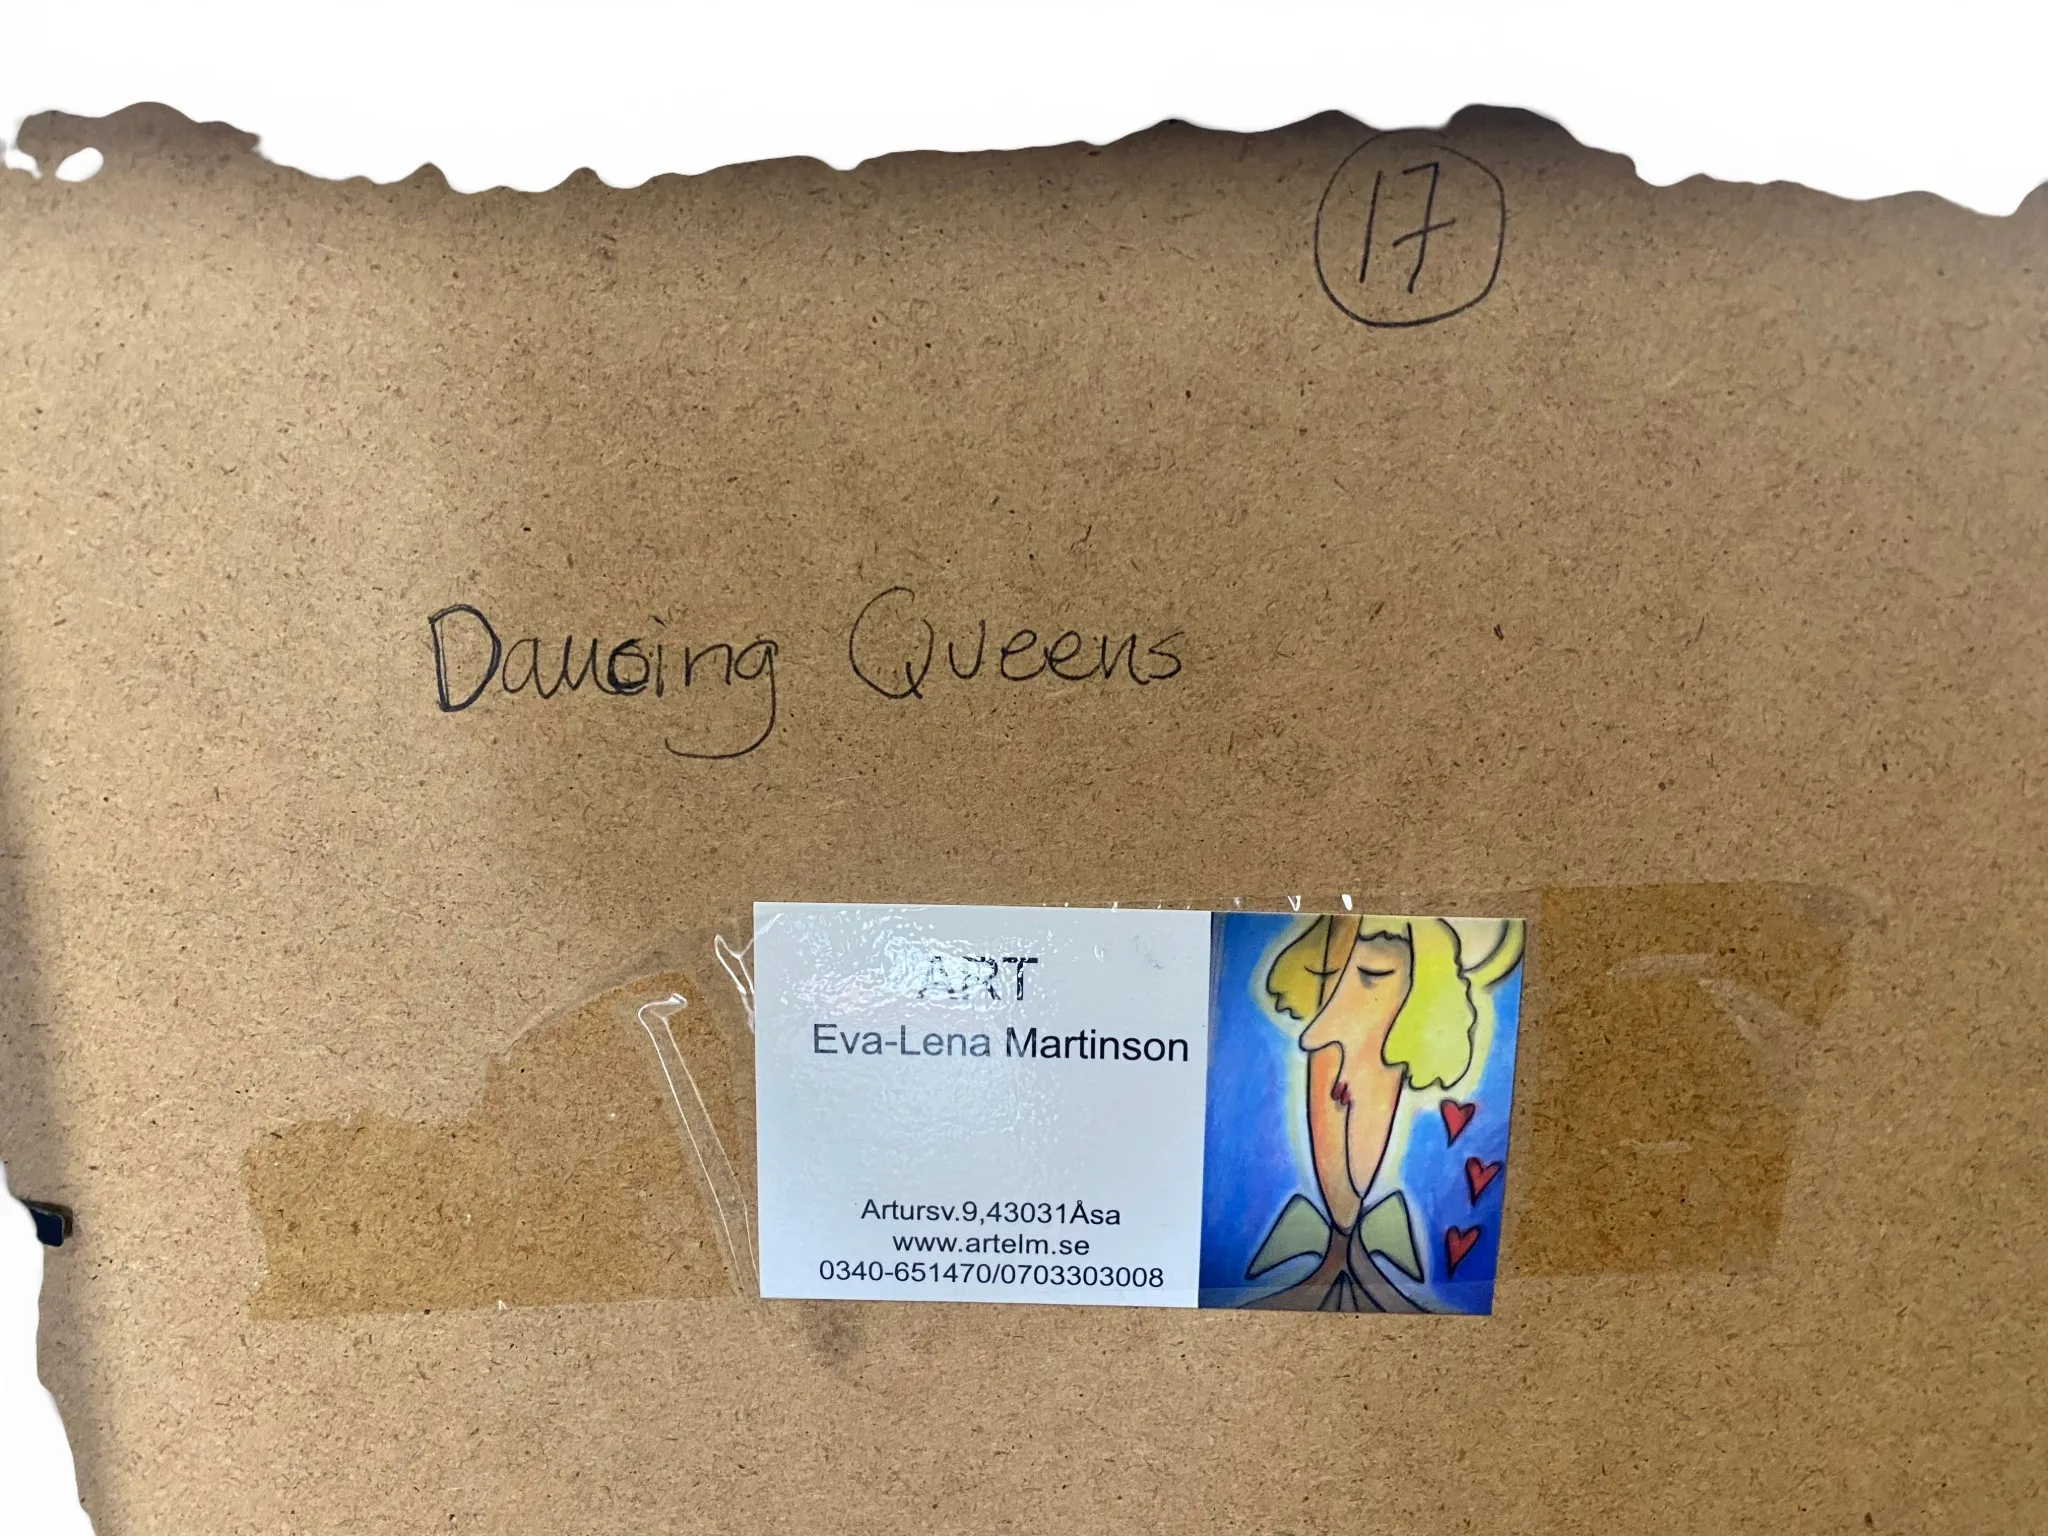 17
Dancing Queens
ART
Eva-Lena Martinson
Artursv.9,43031Åsa
www.artelm.se
0340-651470/0703303008